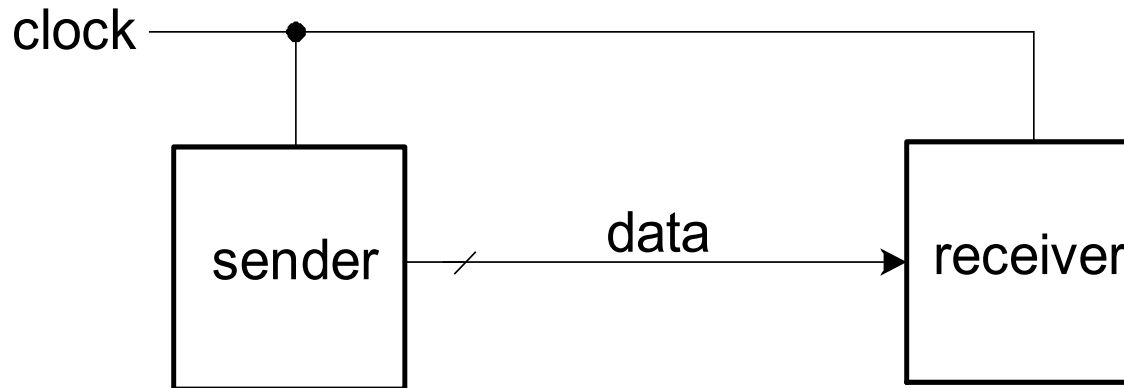 clock
data
sender
receiver